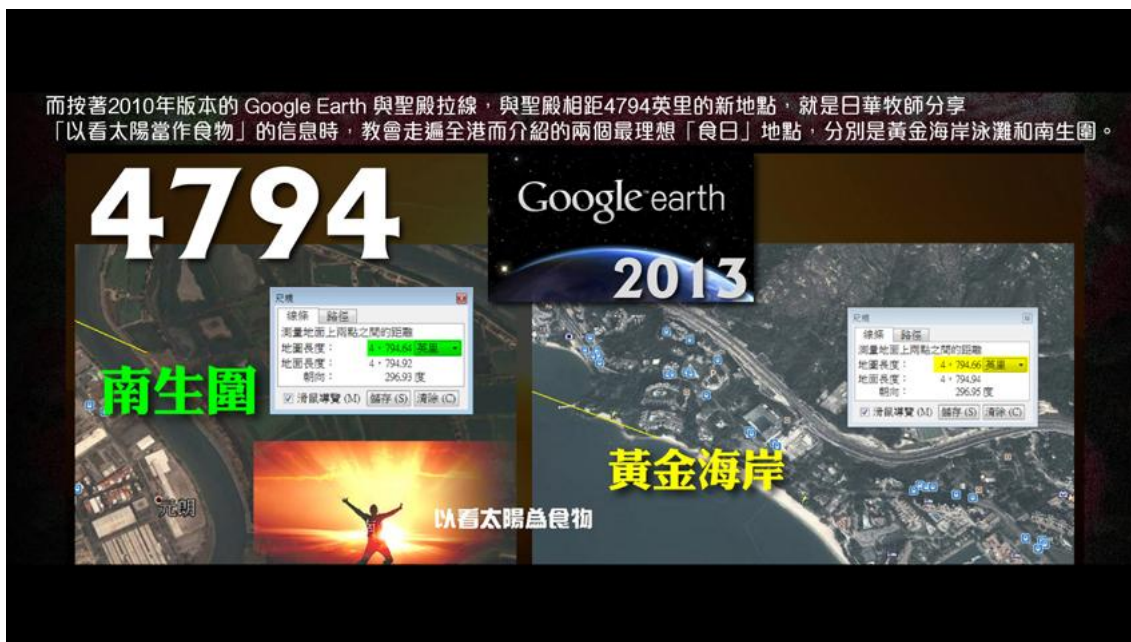 而按著2010年版本的 Google Earth 與聖殿拉線，與聖殿相距4794英里的新地點，就是日華牧師分享
「以看太陽當作食物」的信息時，教會走遍全港而介紹的兩個最理想「食日」地點，分別是黃金海岸泳灘和南生圍。
4794
Google earth
2013
尺規
線條 路徑
測量地面上兩點之間的距離
地圖長度： 4，794.64 英里
地面長度： 4，794.92
朝向： 296.93 度
滑鼠導覽 (M) 儲存 (S) 清除 (C)
南生圍
元朗
以看太陽為食物
尺規
線條 路徑
測量地面上兩點之間的距離
地圖長度： 4，794.66 英里
地面長度： 4，794.94
朝向： 296.95 度
滑鼠導覽 (M) 儲存 (S) 清除 (C)
黃金海岸